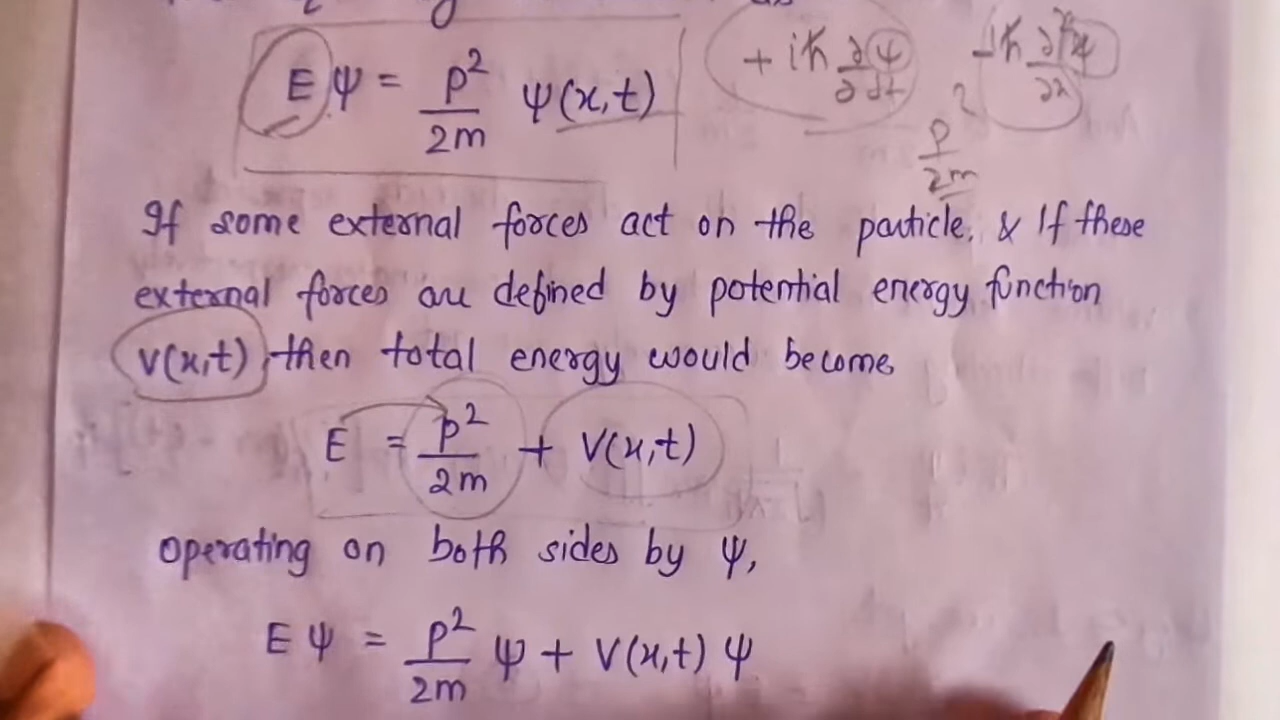 Eψ = p²/2m ψ(x,t)
+ iħ ∂ψ/∂dt
-iħ ∂ψ/∂x
p²/2m
If some external forces act on the particle, & If these
external forces are defined by potential energy function
V(x,t) then total energy would become
E = p²/2m + V(x,t)
operating on both sides by ψ,
Eψ = p²/2m ψ + V(x,t) ψ